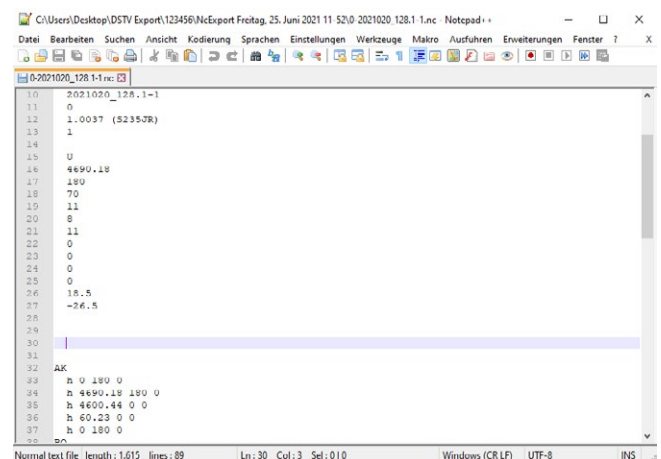 C:\Users\Desktop\DSTV Export\123456\NcExport Freitag, 25. Juni 2021 11-52\0-2021020_128.1-1.nc - Notepad++
Datei Bearbeiten Suchen Ansicht Kodierung Sprachen Einstellungen Werkzeuge Makro Ausführen Erweiterungen Fenster ? X
0-2021020_128.1-1.nc
10 2021020_128.1-1
11 0
12 1.0037 (S235JR)
13 1
14
15 U
16 4690.18
17 180
18 70
19 11
20 8
21 11
22 0
23 0
24 0
25 0
26 18.5
27 -26.5
28
29
30
31
32 AK
33 h 0 180 0
34 h 4690.18 180 0
35 h 4600.44 0 0
36 h 60.23 0 0
37 h 0 180 0
38 BO
Normal text file length : 1.615 lines : 89 Ln : 30 Col : 3 Sel : 0 | 0 Windows (CR LF) UTF-8 INS